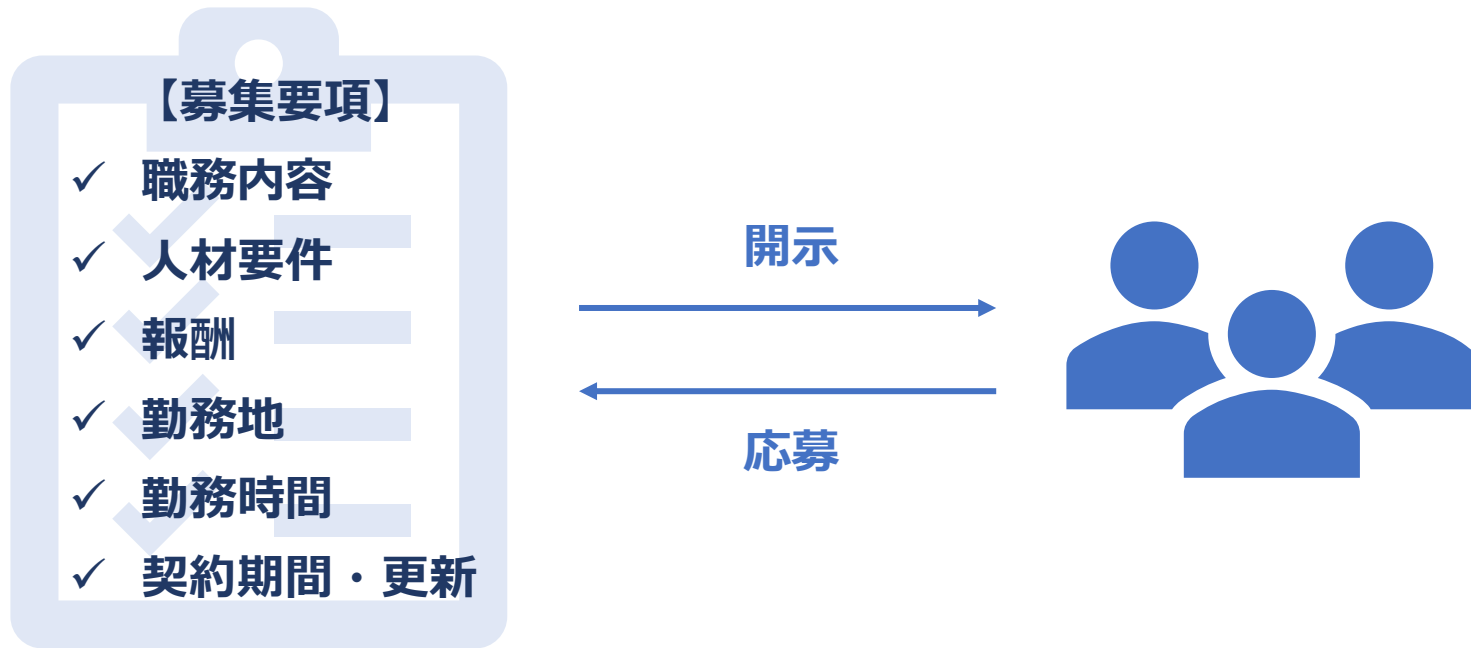 【募集要項】
✓ 職務内容
✓ 人材要件
✓ 報酬
✓ 勤務地
✓ 勤務時間
✓ 契約期間・更新
開示
応募